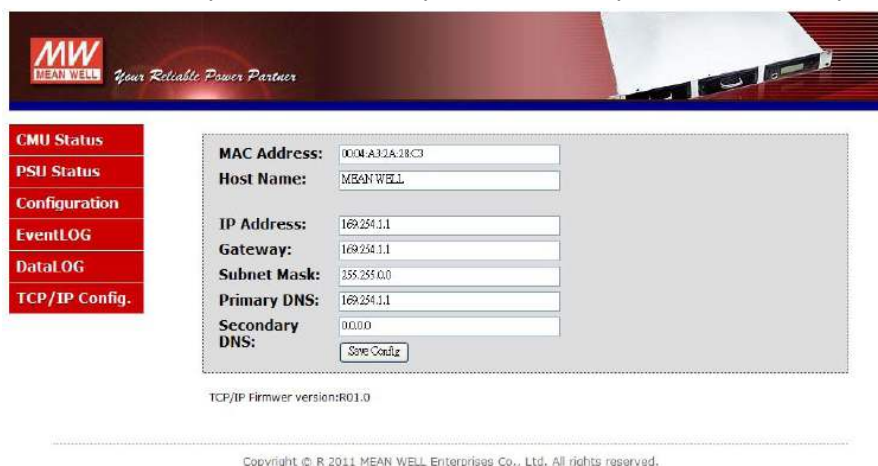 MW
MEAN WELL
Your Reliable Power Partner
CMU Status
PSU Status
Configuration
EventLOG
DataLOG
TCP/IP Config.
MAC Address: 00:04:A3:2A:28:C3
Host Name: MEAN WELL
IP Address: 169.254.1.1
Gateway: 169.254.1.1
Subnet Mask: 255.255.0.0
Primary DNS: 169.254.1.1
Secondary DNS: 0.0.0.0
Save Config
TCP/IP Firmwer version:R01.0
Copyright © R 2011 MEAN WELL Enterprises Co., Ltd. All rights reserved.